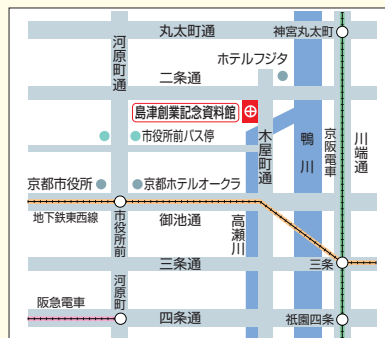 丸太町通
神宮丸太町
河原町通
ホテルフジタ
二条通
島津創業記念資料館
市役所前バス停
木屋町通
鴨川
京阪電車
川端通
京都市役所
京都ホテルオークラ
地下鉄東西線
市役所前
御池通
高瀬川
三条通
三条
阪急電車
河原町
四条通
祇園四条